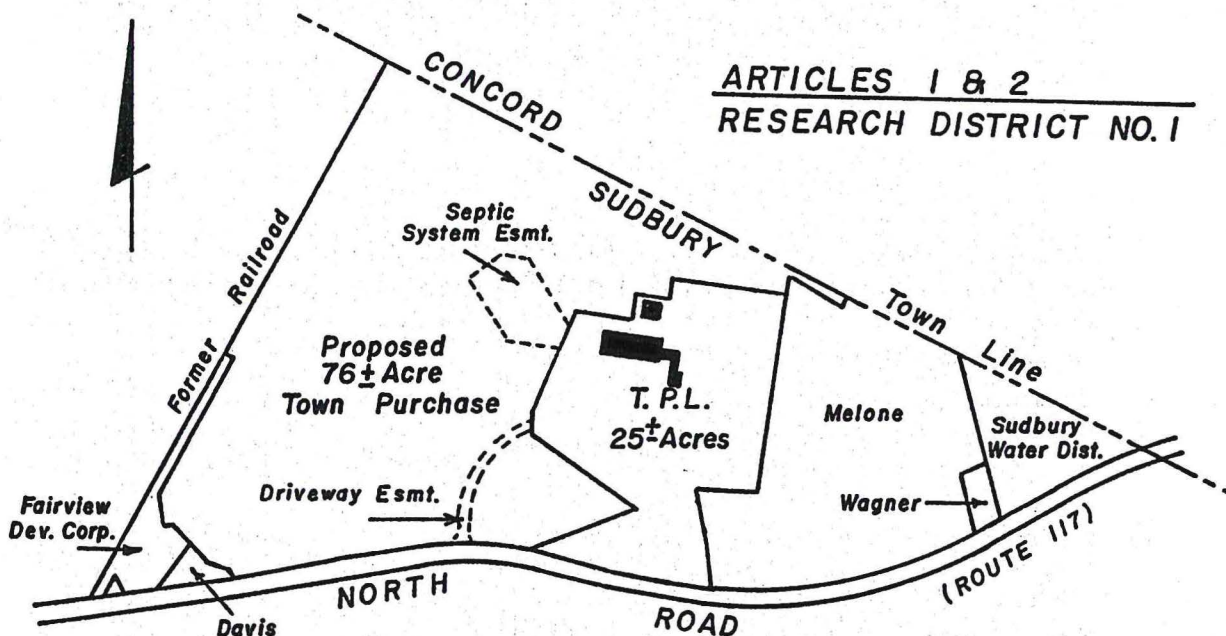 ARTICLES 1 & 2
RESEARCH DISTRICT NO. 1
CONCORD
SUDBURY
Town Line
Former Railroad
Septic
System Esmt.
Proposed
76± Acre
Town Purchase
T. P. L.
25± Acres
Melone
Sudbury
Water Dist.
Wagner
Driveway Esmt.
Fairview
Dev. Corp.
Davis
NORTH ROAD
(ROUTE 117)